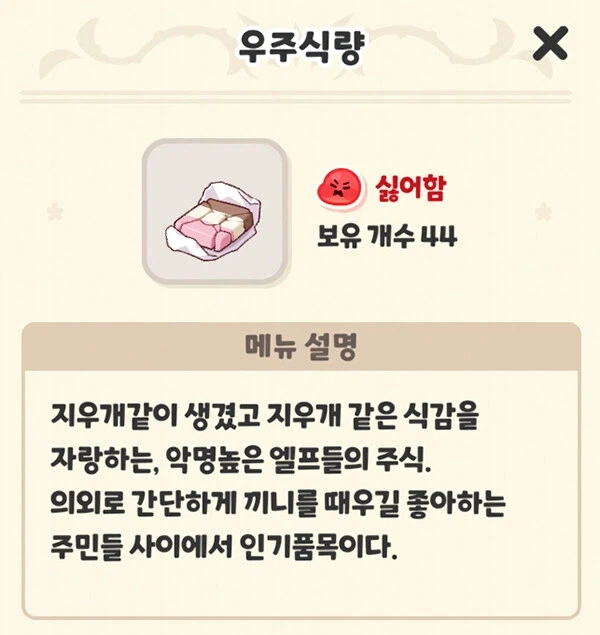 우주식량
싫어함
보유 개수 44
메뉴 설명
지우개같이 생겼고 지우개 같은 식감을
자랑하는, 악명높은 엘프들의 주식.
의외로 간단하게 끼니를 때우길 좋아하는
주민들 사이에서 인기품목이다.